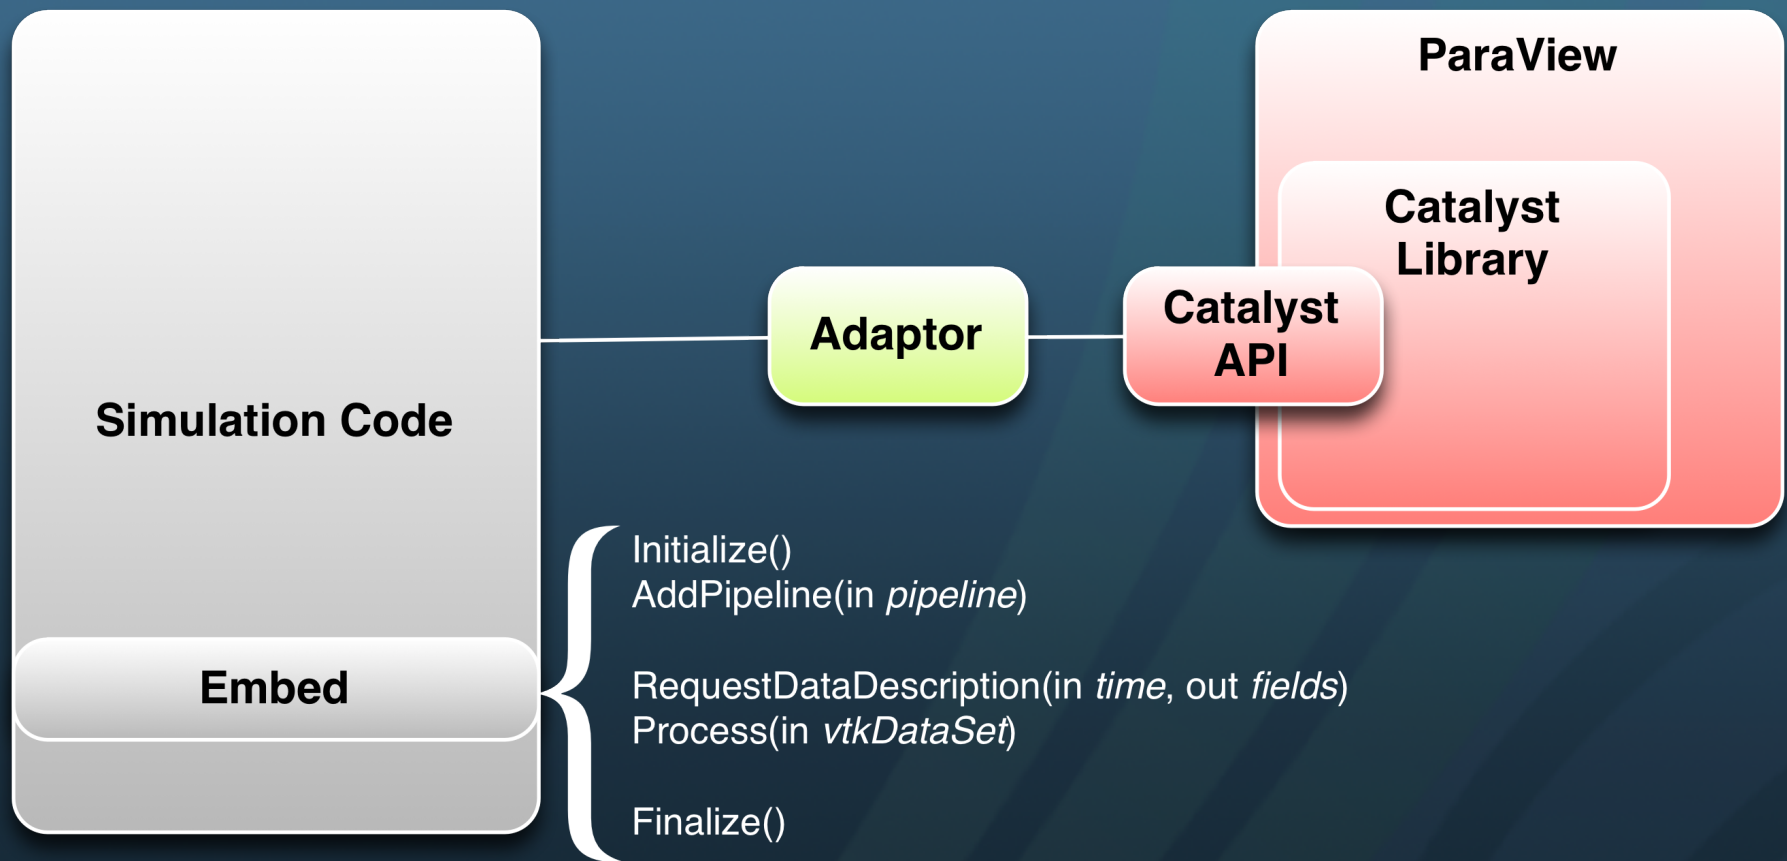 ParaView
Catalyst
Library
Catalyst
API
Adaptor
Simulation Code
Embed
Initialize()
AddPipeline(in pipeline)
RequestDataDescription(in time, out fields)
Process(in vtkDataSet)
Finalize()